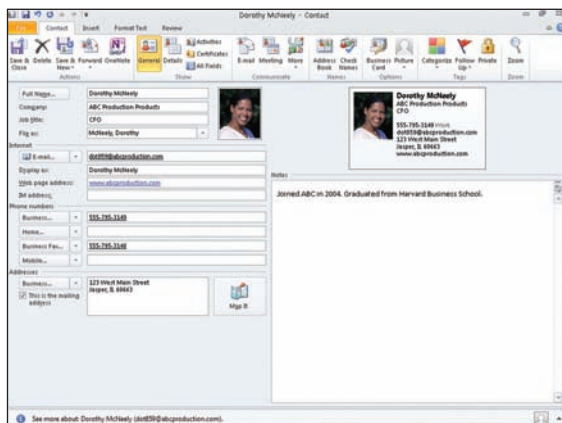 Dorothy McNeely - Contact
File Contact Insert Format Text Review
Save & Close
Delete
Save & New
Forward
OneNote
Actions
General
Details
Activities
Certificates
All Fields
Show
E-mail
Meeting
More
Communicate
Address Book
Check Names
Names
Business Card
Picture
Options
Categorize
Follow Up
Private
Tags
Zoom
Zoom
Full Name... Dorothy McNeely
Company: ABC Production Products
Job title: CFO
File as: McNeely, Dorothy
Internet
E-mail... dot859@abcproduction.com
Display as: Dorothy McNeely
Web page address: www.abcproduction.com
IM address:
Phone numbers
Business... 555-795-3149
Home...
Business Fax... 555-795-3148
Mobile...
Addresses
Business... 123 West Main Street
Jasper, IL 60663
This is the mailing address
Map It
Dorothy McNeely
ABC Production Products
CFO
555-795-3149 Work
dot859@abcproduction.com
123 West Main Street
Jasper, IL 60663
www.abcproduction.com
Notes
Joined ABC in 2004. Graduated from Harvard Business School.
See more about: Dorothy McNeely (dot859@abcproduction.com).